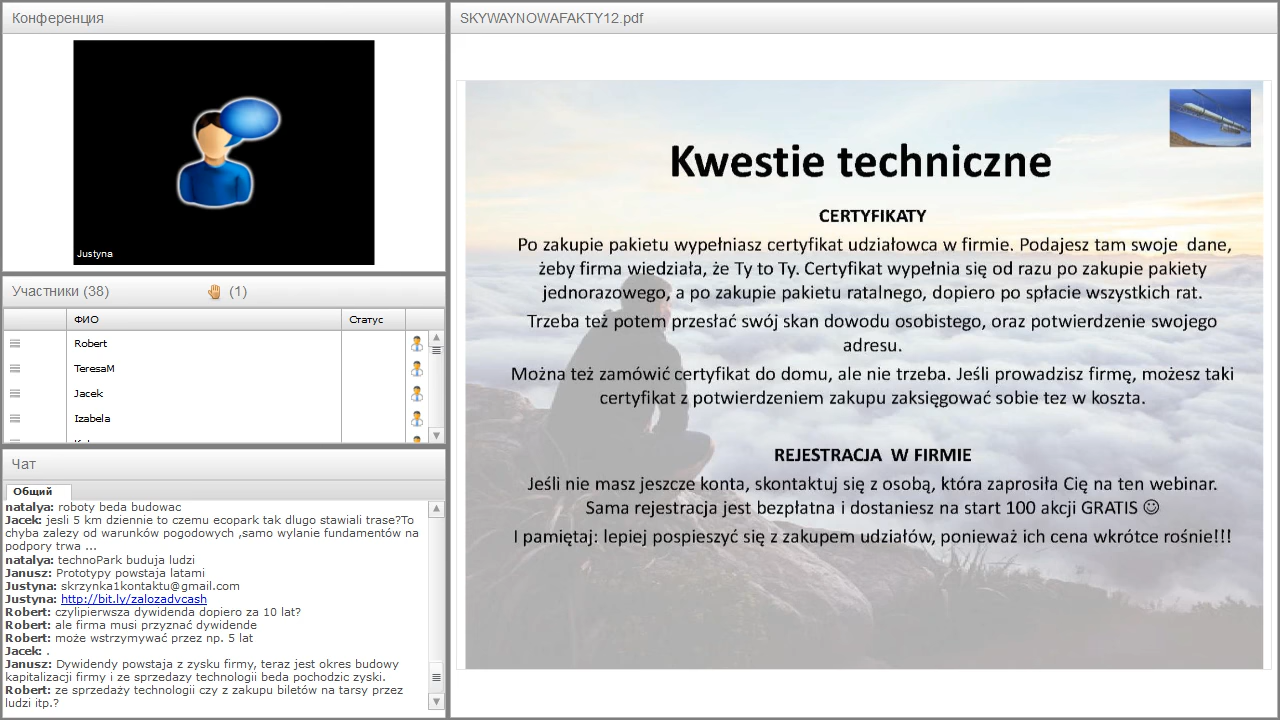 Конференция
Justyna
Участники (38)
(1)
ФИО
Статус
Robert
TeresaM
Jacek
Izabela
Чат
Общий
natalya: roboty beda budowac
Jacek: jesli 5 km dziennie to czemu ecopark tak dlugo stawiali trase?To
chyba zalezy od warunków pogodowych ,samo wylanie fundamentów na
podpory trwa ...
natalya: technoPark buduja ludzi
Janusz: Prototypy powstaja latami
Justyna: skrzynka1kontaktu@gmail.com
Justyna: http://bit.ly/zalozadvcash
Robert: czylipierwsza dywidenda dopiero za 10 lat?
Robert: ale firma musi przyznać dywidende
Robert: może wstrzymywać przez np. 5 lat
Jacek: .
Janusz: Dywidendy powstaja z zysku firmy, teraz jest okres budowy
kapitalizacji firmy i ze sprzedazy technologii beda pochodzic zyski.
Robert: ze sprzedaży technologii czy z zakupu biletów na tarsy przez
ludzi itp.?
SKYWAYNOWAFAKTY12.pdf
Kwestie techniczne
CERTYFIKATY
Po zakupie pakietu wypełniasz certyfikat udziałowca w firmie. Podajesz tam swoje dane,
żeby firma wiedziała, że Ty to Ty. Certyfikat wypełnia się od razu po zakupie pakiety
jednorazowego, a po zakupie pakietu ratalnego, dopiero po spłacie wszystkich rat.
Trzeba też potem przesłać swój skan dowodu osobistego, oraz potwierdzenie swojego
adresu.
Można też zamówić certyfikat do domu, ale nie trzeba. Jeśli prowadzisz firmę, możesz taki
certyfikat z potwierdzeniem zakupu zaksięgować sobie tez w koszta.
REJESTRACJA W FIRMIE
Jeśli nie masz jeszcze konta, skontaktuj się z osobą, która zaprosiła Cię na ten webinar.
Sama rejestracja jest bezpłatna i dostaniesz na start 100 akcji GRATIS ☺
I pamiętaj: lepiej pospieszyć się z zakupem udziałów, ponieważ ich cena wkrótce rośnie!!!